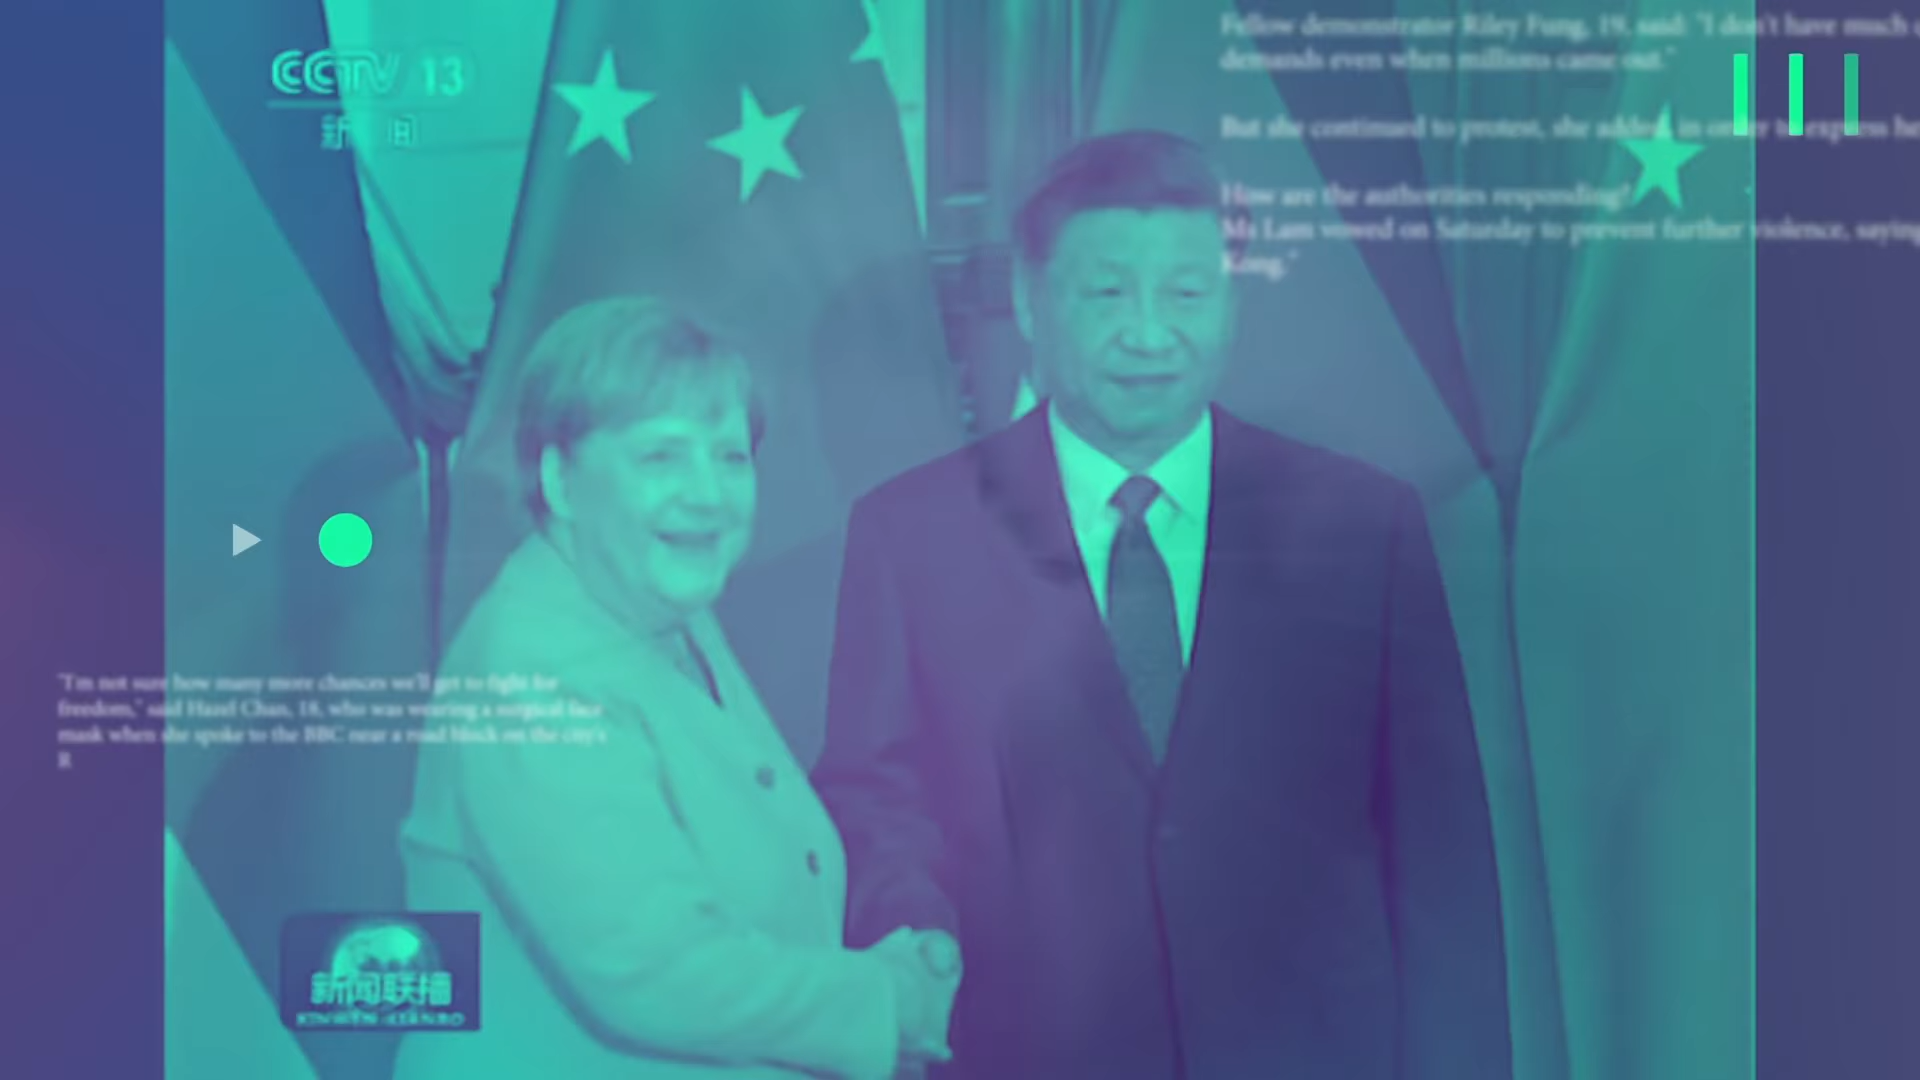 CCTV 13
新闻
Fellow demonstrator Riley Fung, 19, said: "I don't have much
demands even when millions came out."
But she continued to protest, she added, in order to express he
How are the authorities responding?
Ms Lam vowed on Saturday to prevent further violence, saying
Kong."
"I'm not sure how many more chances we'll get to fight for
freedom," said Hazel Chan, 18, who was wearing a surgical face
mask when she spoke to the BBC near a road block on the city's
R
新闻联播
XINWEN LIANBO